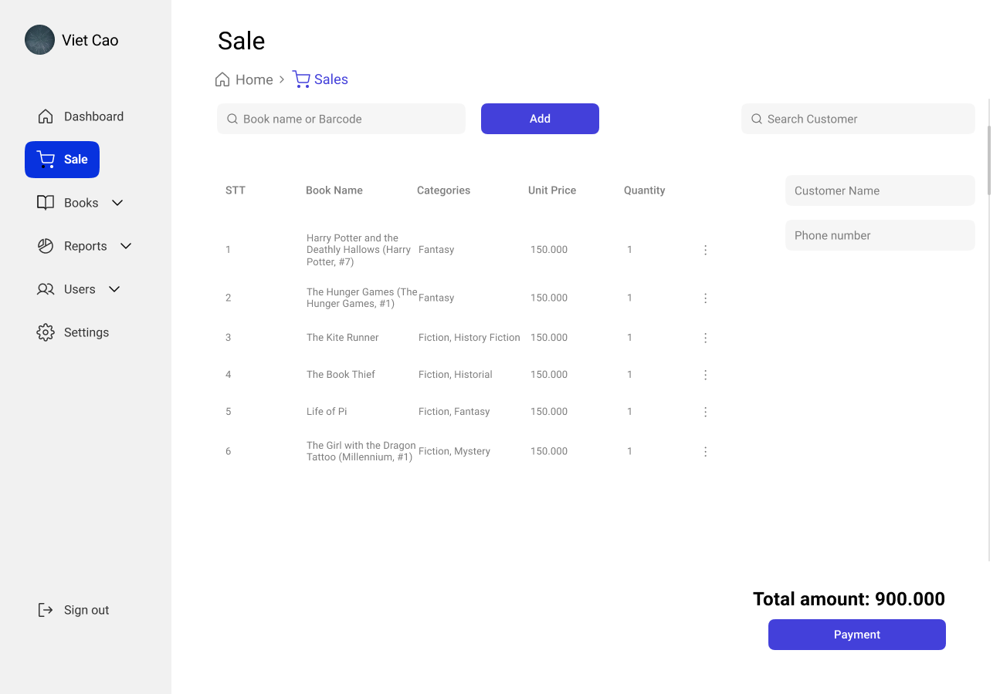 Viet Cao
Dashboard
Sale
Books
Reports
Users
Settings
Sign out
Sale
Home
Sales
Book name or Barcode
Add
Search Customer
STT Book Name Categories Unit Price Quantity
1 Harry Potter and the
Deathly Hallows (Harry
Potter, #7) Fantasy 150.000 1
2 The Hunger Games (The
Hunger Games, #1) Fantasy 150.000 1
3 The Kite Runner Fiction, History Fiction 150.000 1
4 The Book Thief Fiction, Historial 150.000 1
5 Life of Pi Fiction, Fantasy 150.000 1
6 The Girl with the Dragon
Tattoo (Millennium, #1) Fiction, Mystery 150.000 1
Customer Name
Phone number
Total amount: 900.000
Payment